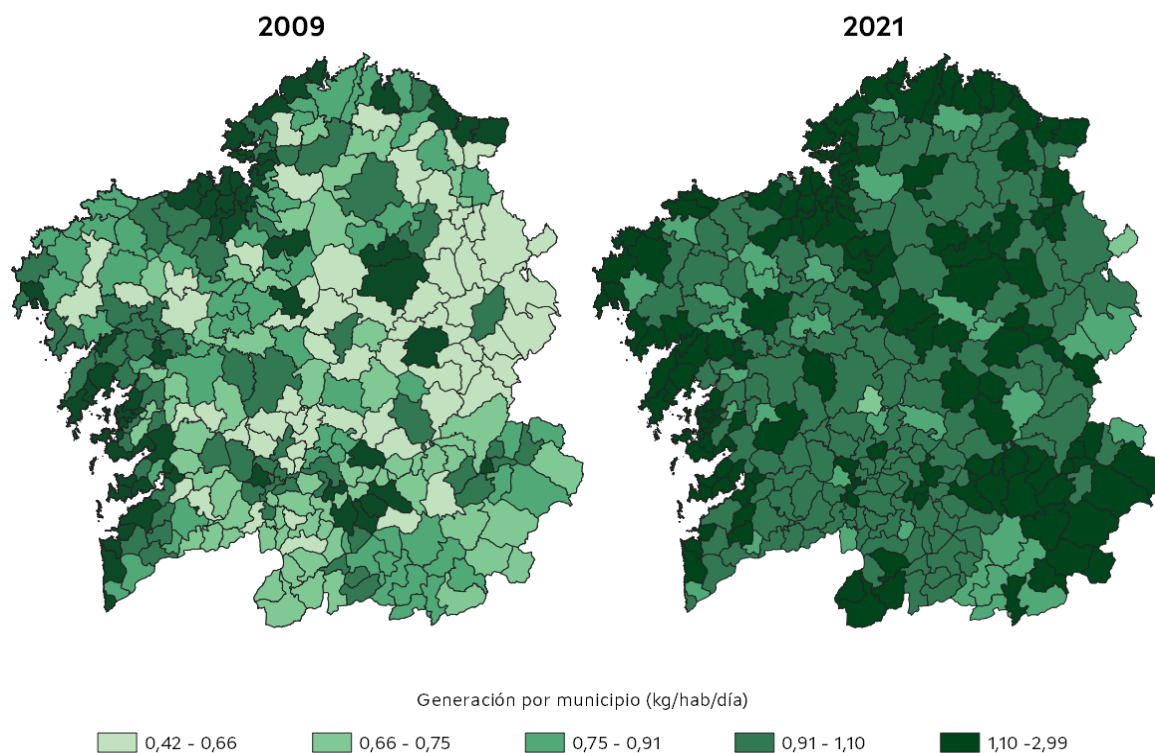 2009 2021
Generación por municipio (kg/hab/día)
0,42 - 0,66 0,66 - 0,75 0,75 - 0,91 0,91 - 1,10 1,10 -2,99